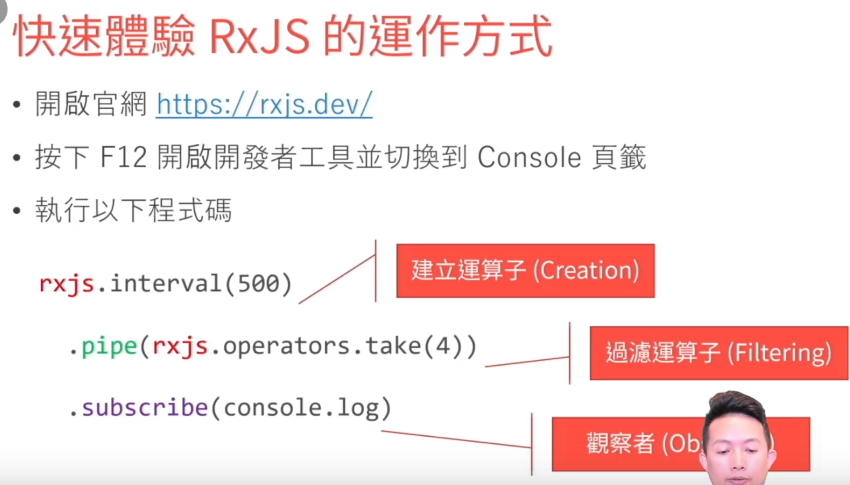 快速體驗 RxJS 的運作方式
• 開啟官網 https://rxjs.dev/
• 按下 F12 開啟開發者工具並切換到 Console 頁籤
• 執行以下程式碼
rxjs.interval(500)
建立運算子 (Creation)
.pipe(rxjs.operators.take(4))
過濾運算子 (Filtering)
.subscribe(console.log)
觀察者